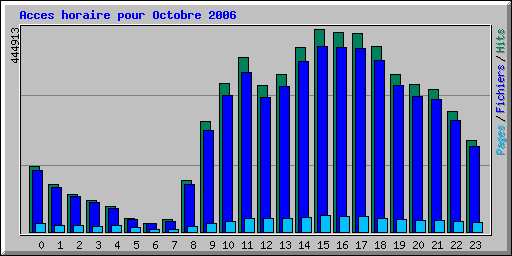 Acces horaire pour Octobre 2006
444913
Pages / Fichiers / Hits
0 1 2 3 4 5 6 7 8 9 10 11 12 13 14 15 16 17 18 19 20 21 22 23